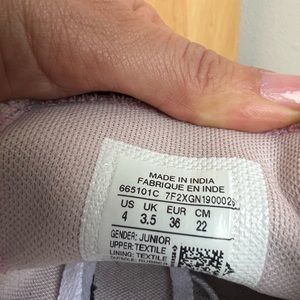 MADE IN INDIA
FABRIQUE EN INDE
665101C 7F2XGN1900029
US UK EUR CM
4 3.5 36 22
GENDER: JUNIOR
UPPER: TEXTILE
LINING: TEXTILE